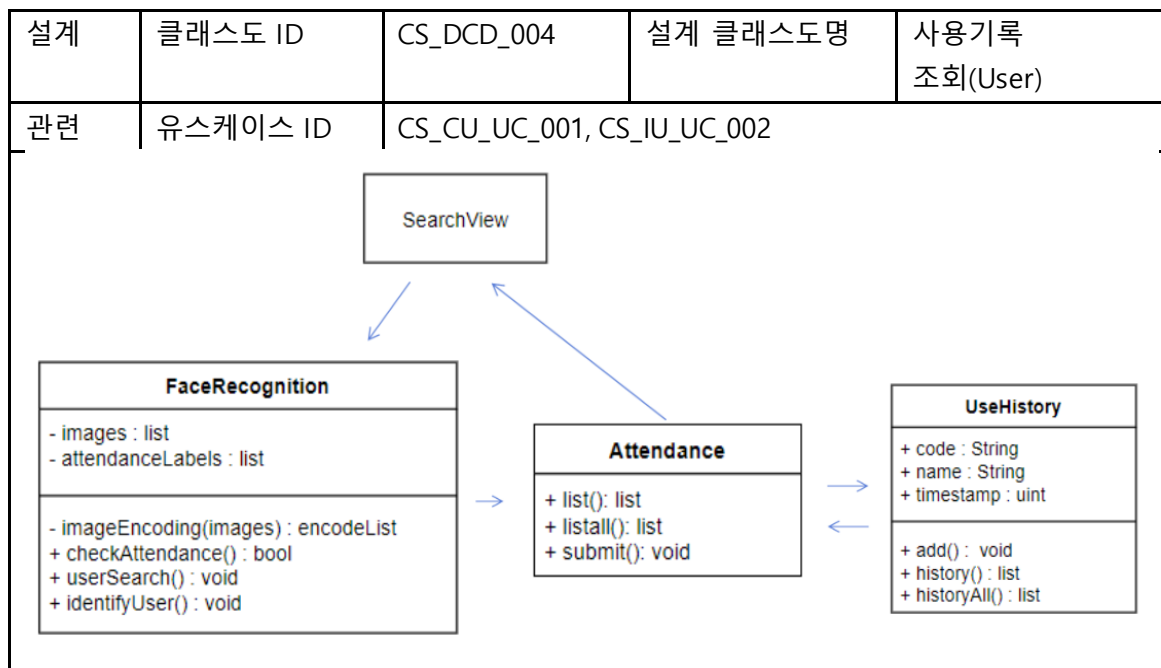 설계 클래스도 ID CS_DCD_004 설계 클래스도명 사용기록
조회(User)
관련 유스케이스 ID CS_CU_UC_001, CS_IU_UC_002
SearchView
FaceRecognition
- images : list
- attendanceLabels : list
- imageEncoding(images) : encodeList
+ checkAttendance() : bool
+ userSearch() : void
+ identifyUser() : void
Attendance
+ list(): list
+ listall(): list
+ submit(): void
UseHistory
+ code : String
+ name : String
+ timestamp : uint
+ add() : void
+ history() : list
+ historyAll() : list